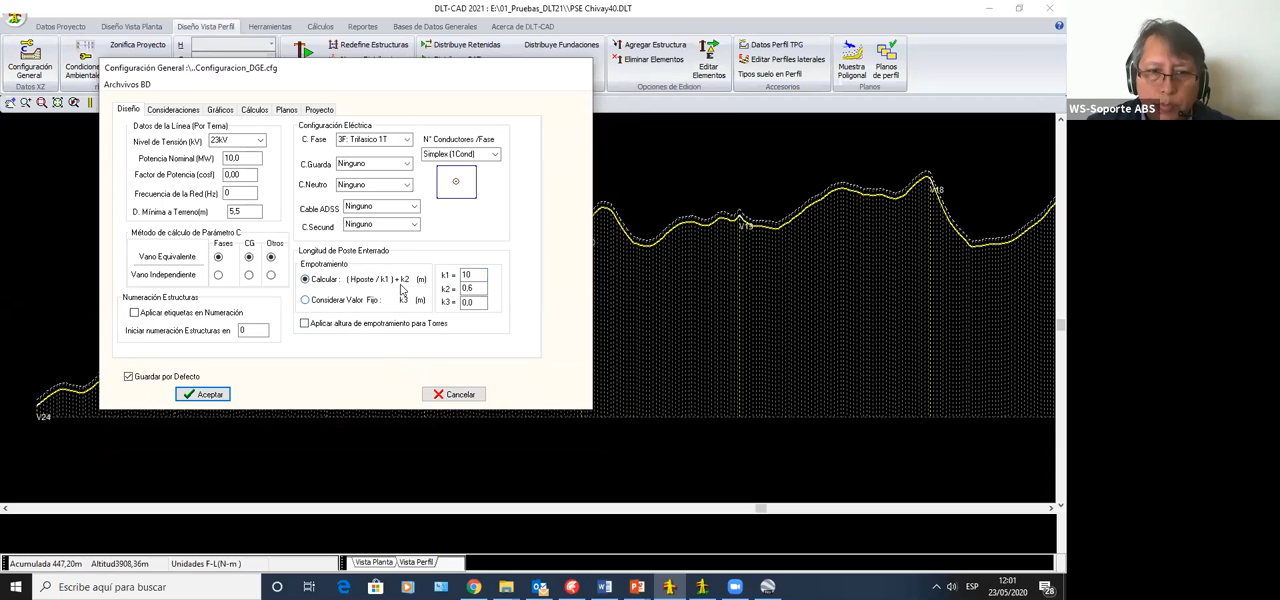 DLT-CAD 2021 : E:\01_Pruebas_DLT21\\PSE Chivay40.DLT
Datos Proyecto
Diseño Vista Planta
Diseño Vista Perfil
Herramientas
Cálculos
Reportes
Bases de Datos Generales
Acerca de DLT-CAD
Configuración General
Zonifica Proyecto
Condiciones
Ambientales
Datos XZ
H
Redefine Estructuras
Distribuye Retenidas
Distribuye Fundaciones
Agregar Estructura
Eliminar Elementos
Editar Elementos
Opciones de Edicion
Datos Perfil TPG
Editar Perfiles laterales
Tipos suelo en Perfil
Accesorios
Muestra Poligonal
Planos de perfil
Planos
WS-Soporte ABS
Configuración General :\...Configuracion_DGE.cfg
Archivos BD
Diseño
Consideraciones
Gráficos
Cálculos
Planos
Proyecto
Datos de la Línea (Por Terna)
Nivel de Tensión (kV) 23kV
Potencia Nominal (MW) 10,0
Factor de Potencia (cosf) 0,00
Frecuencia de la Red (Hz) 0
D. Mínima a Terreno(m) 5,5
Método de cálculo de Parámetro C
Fases CG Otros
Vano Equivalente
Vano Independiente
Numeración Estructuras
Aplicar etiquetas en Numeración
Iniciar numeración Estructuras en 0
Configuración Eléctrica
C. Fase 3F: Trifasico 1T
N° Conductores /Fase
Simplex (1Cond)
C.Guarda Ninguno
C.Neutro Ninguno
Cable ADSS Ninguno
C.Secund Ninguno
Longitud de Poste Enterrado
Empotramiento
Calcular : ( Hposte / k1 ) + k2 (m)
Considerar Valor Fijo : k3 (m)
k1 = 10
k2 = 0,6
k3 = 0,0
Aplicar altura de empotramiento para Torres
Guardar por Defecto
Aceptar
Cancelar
V24
V19
V18
Acumulada 447,20m
Altitud3908,36m
Unidades F-L(N-m )
Vista Planta
Vista Perfil
Escribe aquí para buscar
ESP
12:01
23/05/2020
28